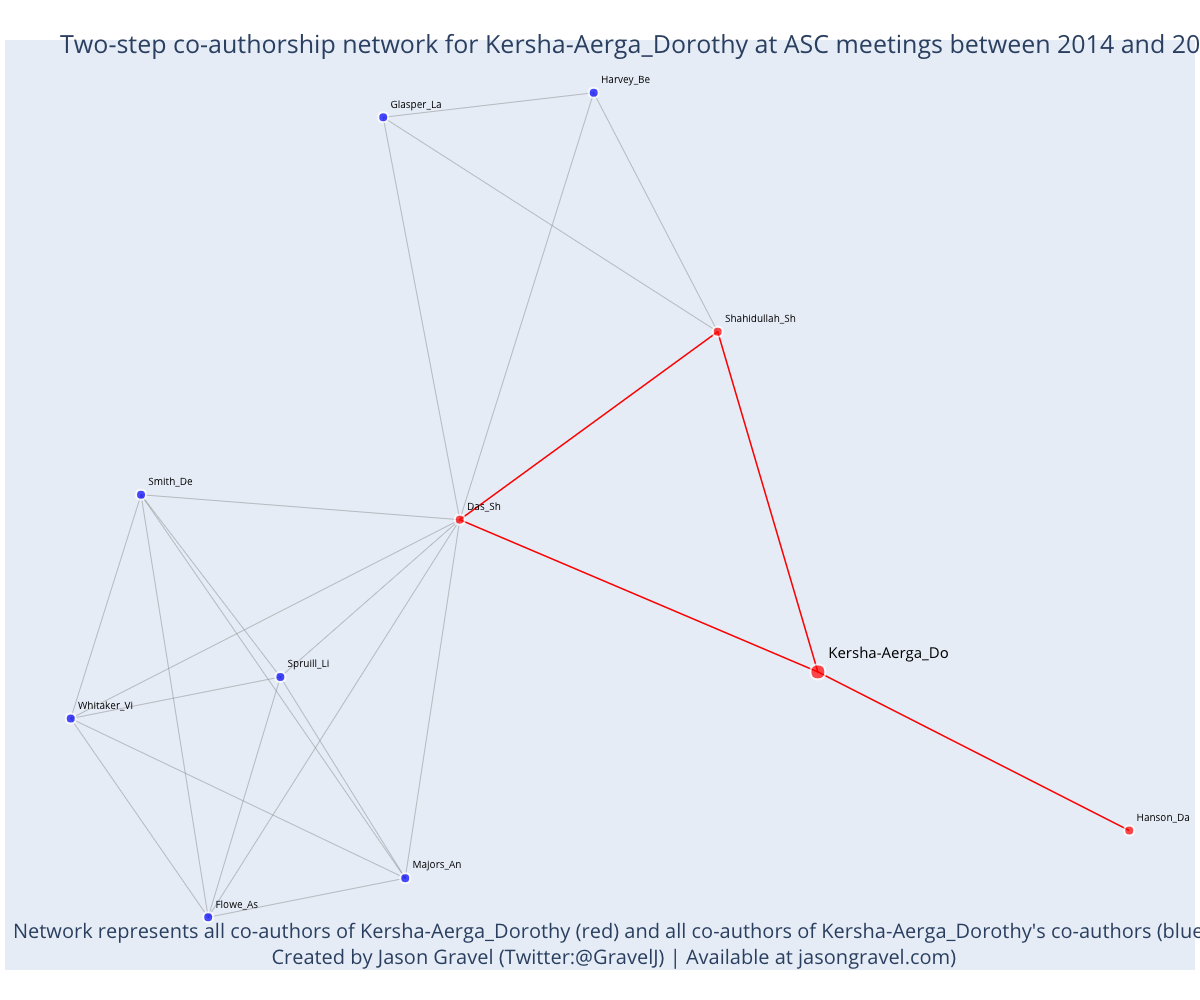 Two-step co-authorship network for Kersha-Aerga_Dorothy at ASC meetings between 2014 and 20
Harvey_Be
Glasper_La
Shahidullah_Sh
Smith_De
Das_Sh
Kersha-Aerga_Do
Spruill_Li
Whitaker_Vi
Hanson_Da
Majors_An
Flowe_As
Network represents all co-authors of Kersha-Aerga_Dorothy (red) and all co-authors of Kersha-Aerga_Dorothy's co-authors (blue
Created by Jason Gravel (Twitter:@GravelJ) | Available at jasongravel.com)